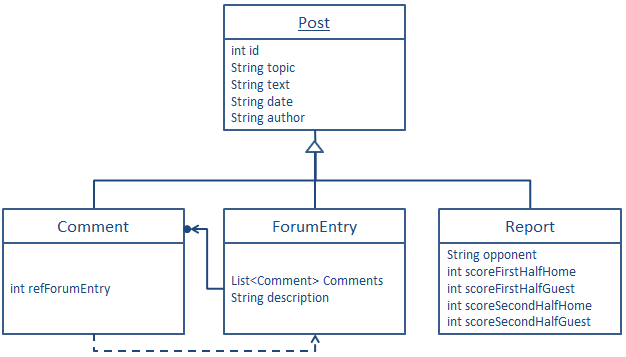 Post
int id
String topic
String text
String date
String author
Comment
int refForumEntry
ForumEntry
List<Comment> Comments
String description
Report
String opponent
int scoreFirstHalfHome
int scoreFirstHalfGuest
int scoreSecondHalfHome
int scoreSecondHalfGuest